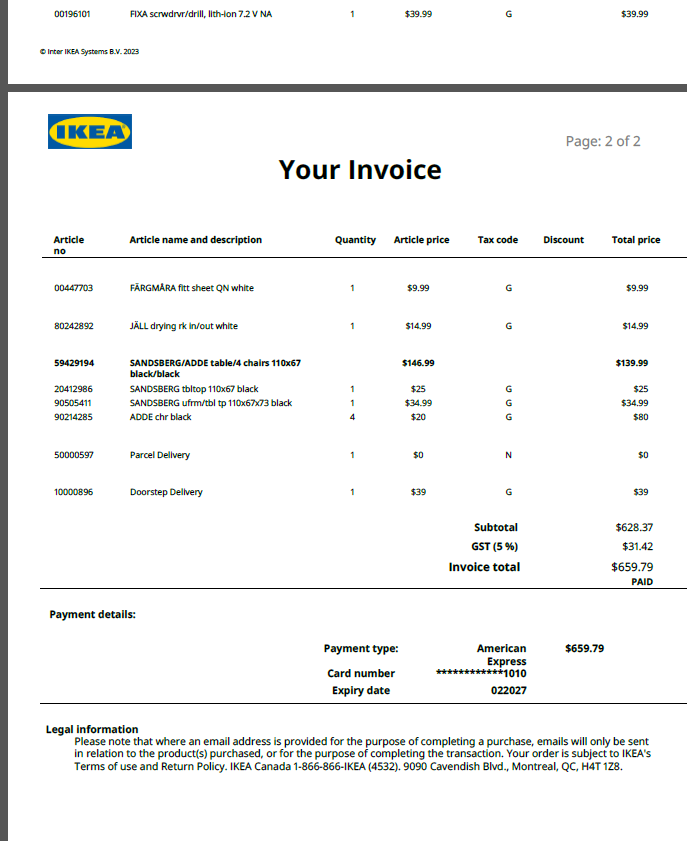 00196101 FIXA scrwdrvr/drill, lith-ion 7.2 V NA 1 $39.99 G $39.99
© Inter IKEA Systems B.V. 2023
IKEA
Page: 2 of 2
Your Invoice
Article no Article name and description Quantity Article price Tax code Discount Total price
00447703 FÄRGMÅRA fitt sheet QN white 1 $9.99 G $9.99
80242892 JÄLL drying rk in/out white 1 $14.99 G $14.99
59429194 SANDSBERG/ADDE table/4 chairs 110x67 $146.99 $139.99
black/black
20412986 SANDSBERG tbltop 110x67 black 1 $25 G $25
90505411 SANDSBERG ufrm/tbl tp 110x67x73 black 1 $34.99 G $34.99
90214285 ADDE chr black 4 $20 G $80
50000597 Parcel Delivery 1 $0 N $0
10000896 Doorstep Delivery 1 $39 G $39
Subtotal $628.37
GST (5 %) $31.42
Invoice total $659.79
PAID
Payment details:
Payment type: American $659.79
Express
Card number ************1010
Expiry date 022027
Legal information
Please note that where an email address is provided for the purpose of completing a purchase, emails will only be sent
in relation to the product(s) purchased, or for the purpose of completing the transaction. Your order is subject to IKEA's
Terms of use and Return Policy. IKEA Canada 1-866-866-IKEA (4532). 9090 Cavendish Blvd., Montreal, QC, H4T 1Z8.